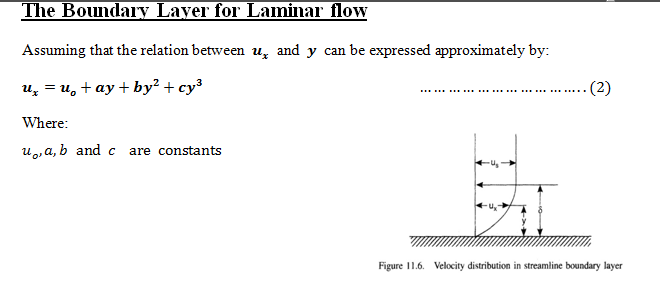 The Boundary Layer for Laminar flow
Assuming that the relation between uₓ and y can be expressed approximately by:
uₓ = uₒ + ay + by² + cy³ ................................(2)
Where:
uₒ, a, b and c are constants
uₛ
uₓ
δ
y
Figure 11.6. Velocity distribution in streamline boundary layer